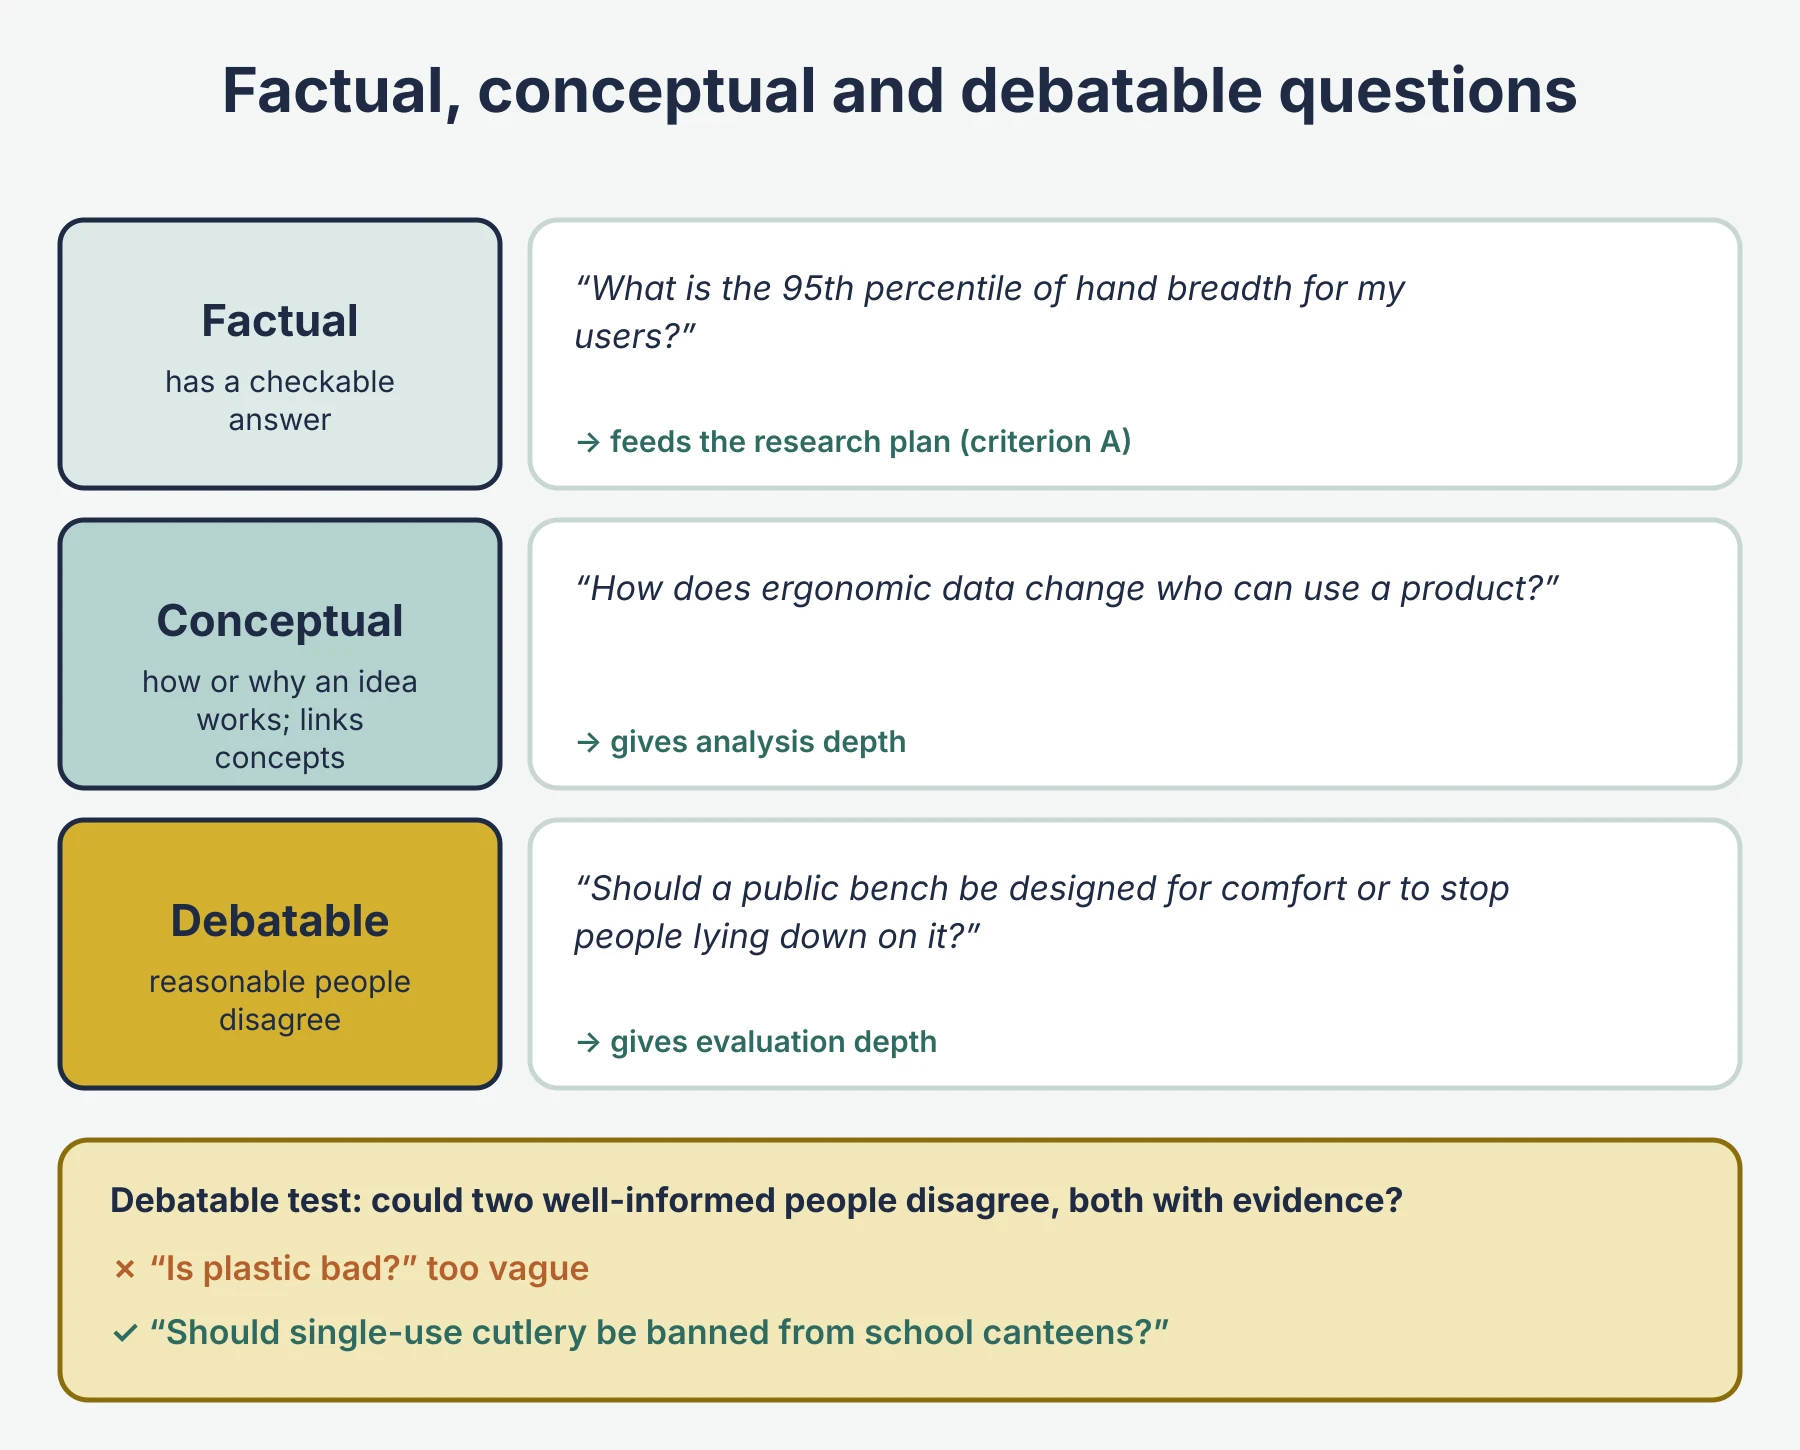 Factual, conceptual and debatable questions
Factual
has a checkable
answer
“What is the 95th percentile of hand breadth for my
users?”
→ feeds the research plan (criterion A)
Conceptual
how or why an idea
works; links
concepts
“How does ergonomic data change who can use a product?”
→ gives analysis depth
Debatable
reasonable people
disagree
“Should a public bench be designed for comfort or to stop
people lying down on it?”
→ gives evaluation depth
Debatable test: could two well-informed people disagree, both with evidence?
× “Is plastic bad?” too vague
✓ “Should single-use cutlery be banned from school canteens?”